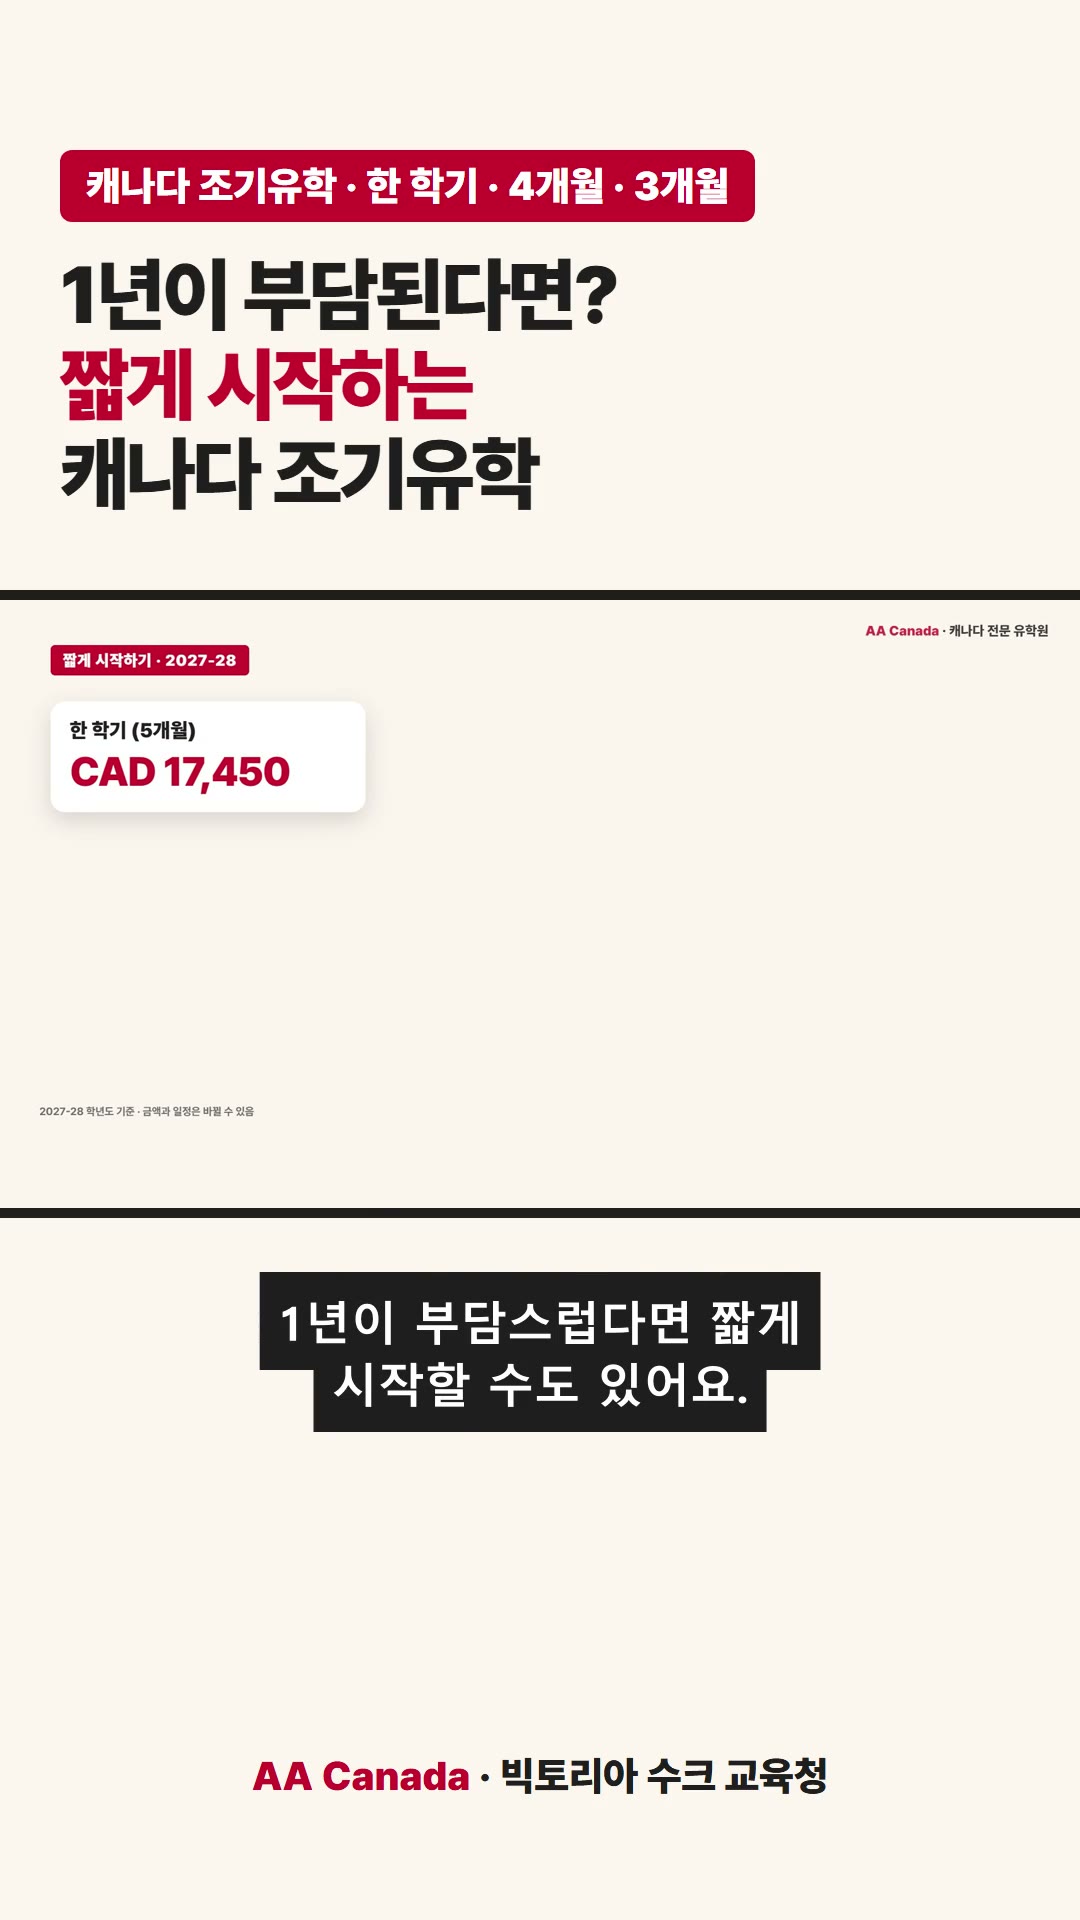 캐나다 조기유학 · 한 학기 · 4개월 · 3개월
1년이 부담된다면?
짧게 시작하는
캐나다 조기유학
AA Canada · 캐나다 전문 유학원
짧게 시작하기 · 2027-28
한 학기 (5개월)
CAD 17,450
2027-28 학년도 기준 · 금액과 일정은 바뀔 수 있음
1년이 부담스럽다면 짧게
시작할 수도 있어요.
AA Canada · 빅토리아 수크 교육청